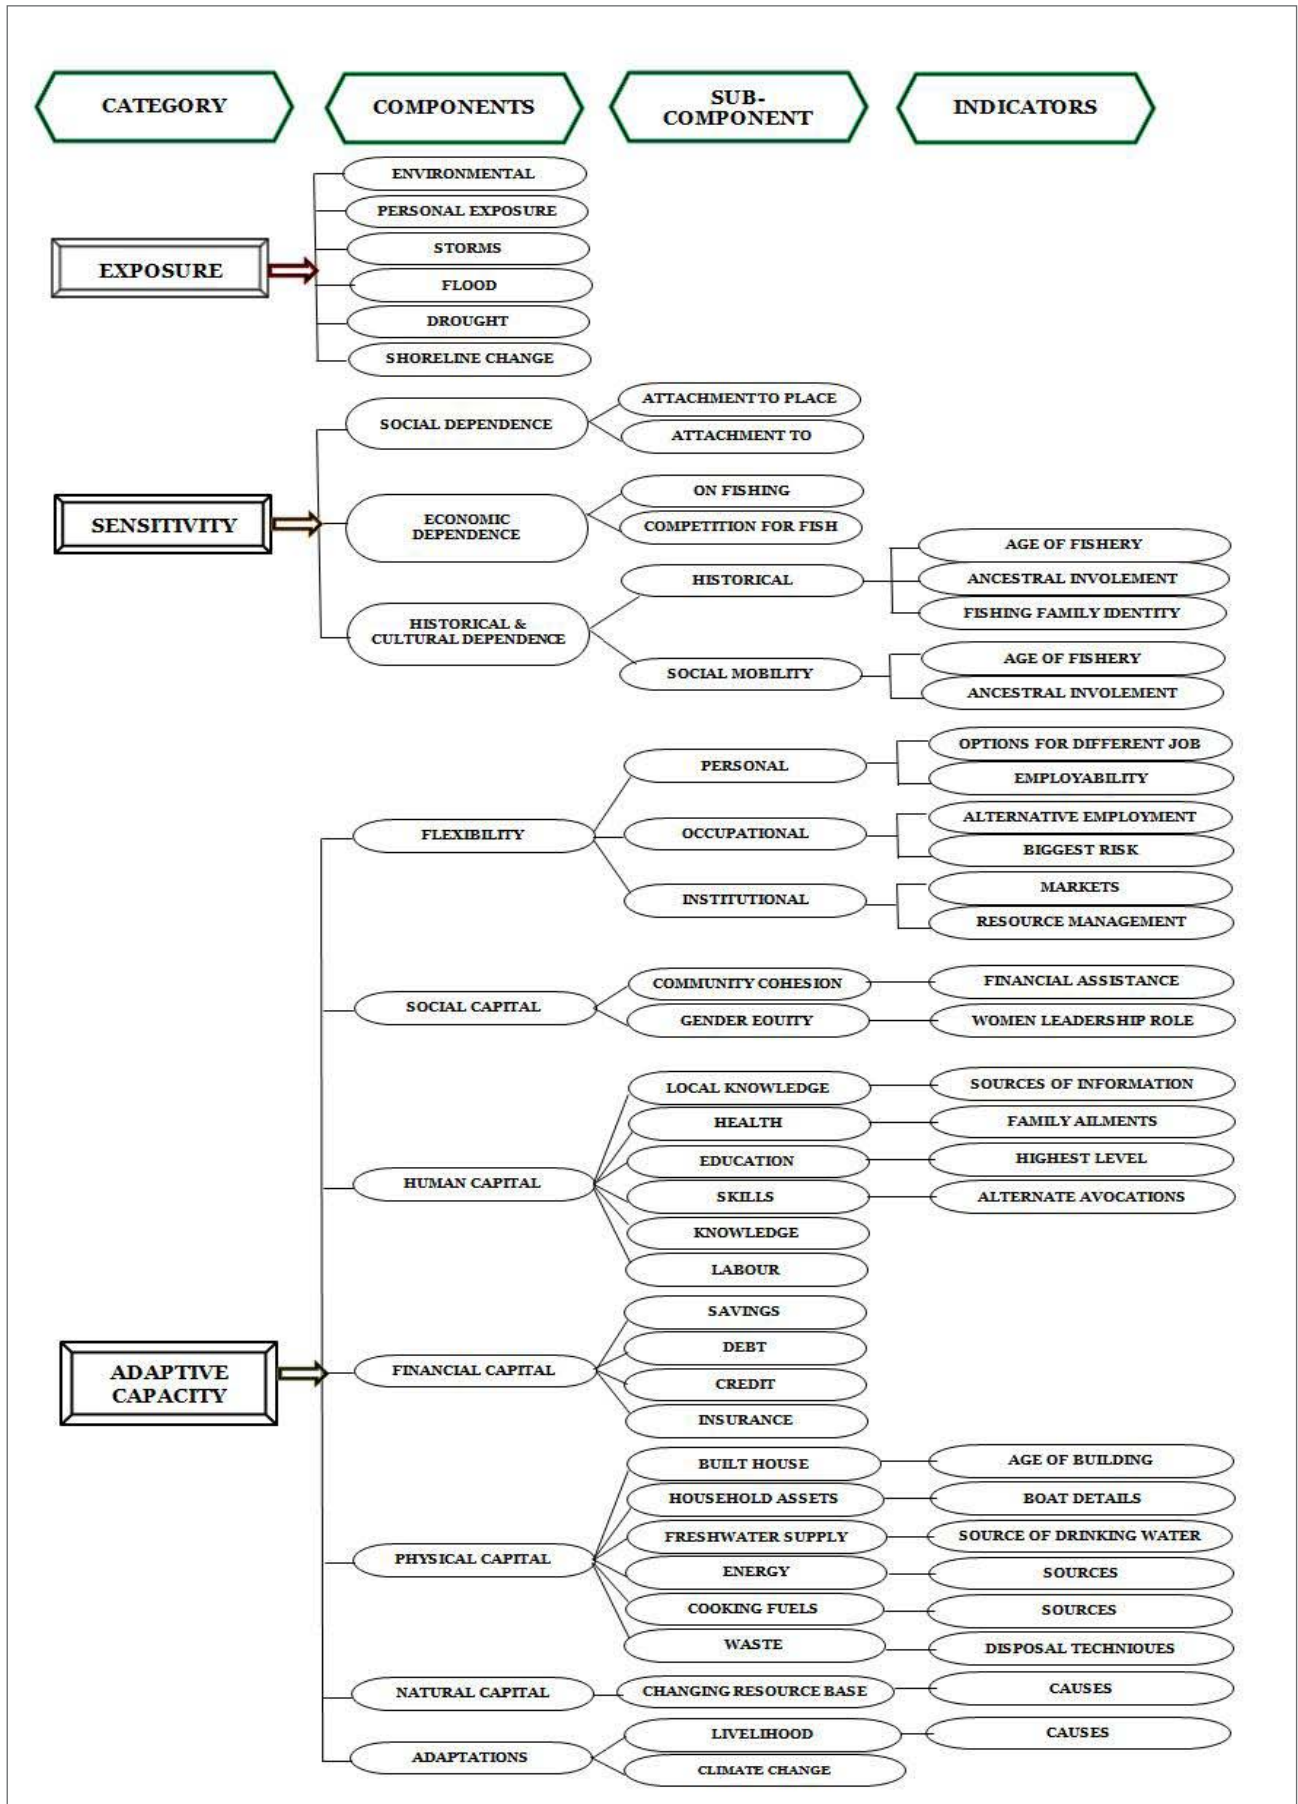 CATEGORY
COMPONENTS
SUB-
COMPONENT
INDICATORS
EXPOSURE
ENVIRONMENTAL
PERSONAL EXPOSURE
STORMS
FLOOD
DROUGHT
SHORELINE CHANGE
SENSITIVITY
SOCIAL DEPENDENCE
ATTACHMENT TO PLACE
ATTACHMENT TO
ECONOMIC
DEPENDENCE
ON FISHING
COMPETITION FOR FISH
HISTORICAL &
CULTURAL DEPENDENCE
HISTORICAL
AGE OF FISHERY
ANCESTRAL INVOLEMENT
FISHING FAMILY IDENTITY
SOCIAL MOBILITY
AGE OF FISHERY
ANCESTRAL INVOLEMENT
ADAPTIVE
CAPACITY
FLEXIBILITY
PERSONAL
OPTIONS FOR DIFFERENT JOB
EMPLOYABILITY
OCCUPATIONAL
ALTERNATIVE EMPLOYMENT
BIGGEST RISK
INSTITUTIONAL
MARKETS
RESOURCE MANAGEMENT
SOCIAL CAPITAL
COMMUNITY COHESION
FINANCIAL ASSISTANCE
GENDER EQUITY
WOMEN LEADERSHIP ROLE
HUMAN CAPITAL
LOCAL KNOWLEDGE
SOURCES OF INFORMATION
HEALTH
FAMILY AILMENTS
EDUCATION
HIGHEST LEVEL
SKILLS
ALTERNATE AVOCATIONS
KNOWLEDGE
LABOUR
FINANCIAL CAPITAL
SAVINGS
DEBT
CREDIT
INSURANCE
PHYSICAL CAPITAL
BUILT HOUSE
AGE OF BUILDING
HOUSEHOLD ASSETS
BOAT DETAILS
FRESHWATER SUPPLY
SOURCE OF DRINKING WATER
ENERGY
SOURCES
COOKING FUELS
SOURCES
WASTE
DISPOSAL TECHNIQUES
NATURAL CAPITAL
CHANGING RESOURCE BASE
CAUSES
ADAPTATIONS
LIVELIHOOD
CAUSES
CLIMATE CHANGE